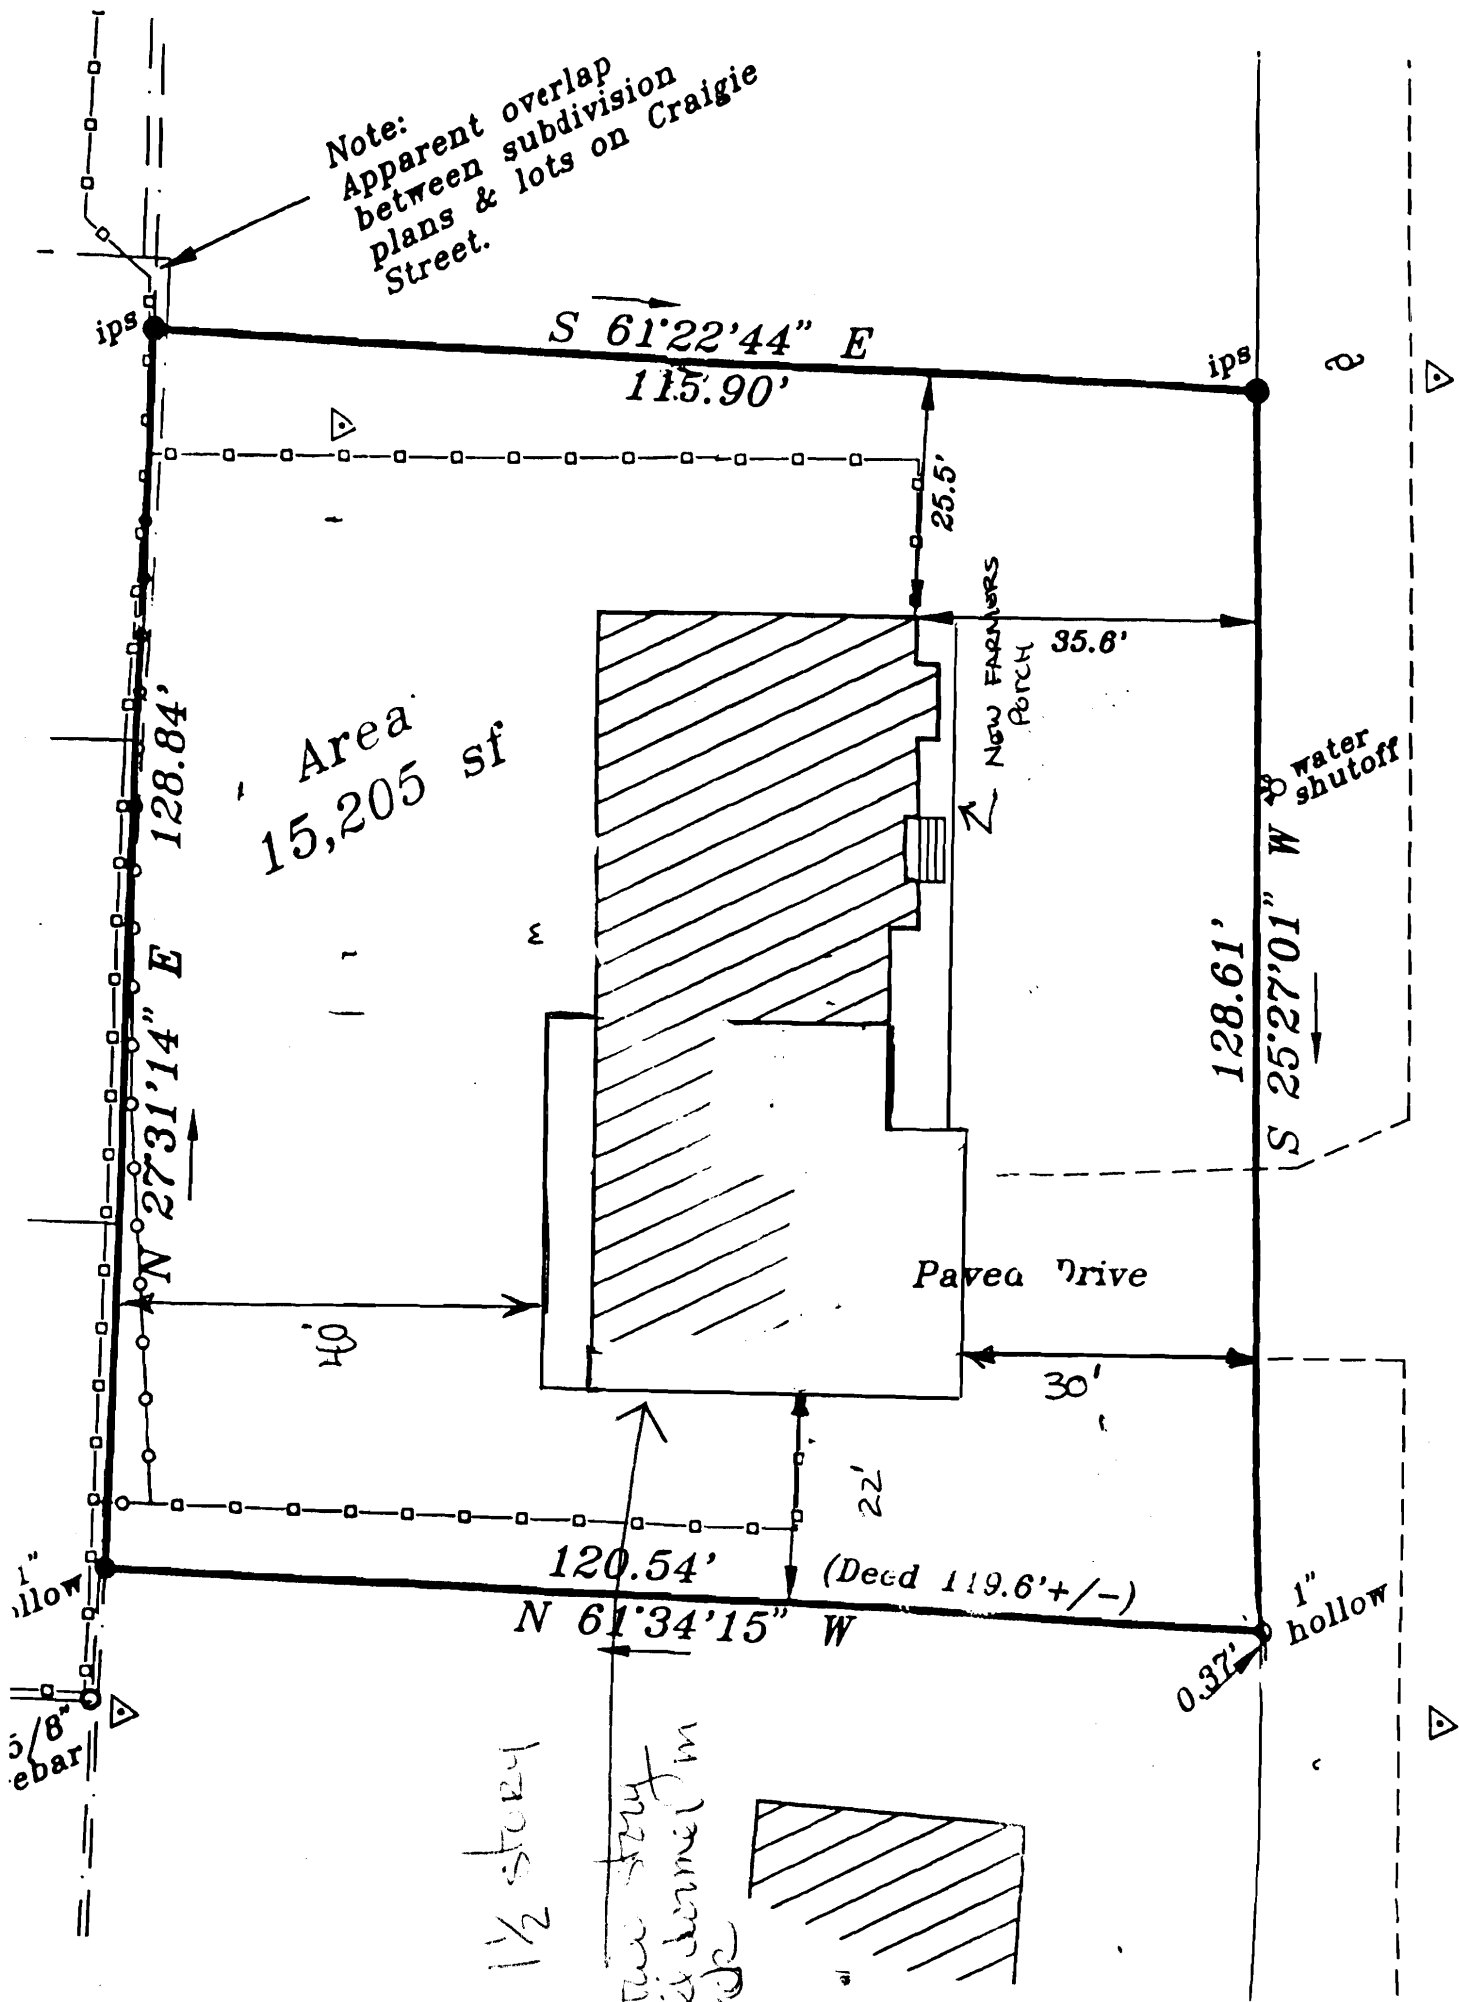 Note:
Apparent overlap
between subdivision
plans & lots on Craigie
Street.
ips
S 61°22'44" E
115.90'
ips
25.5'
35.6'
NEW FARMERS
PORCH
Area
15,205 sf
N 27°31'14" E 128.84'
water
shutoff
128.61'
S 25°27'01" W
Paved Drive
40'
30'
22'
120.54'
(Deed 119.6'+/-)
N 61°34'15" W
1"
hollow
0.37'
1"
5/8"
1½ story